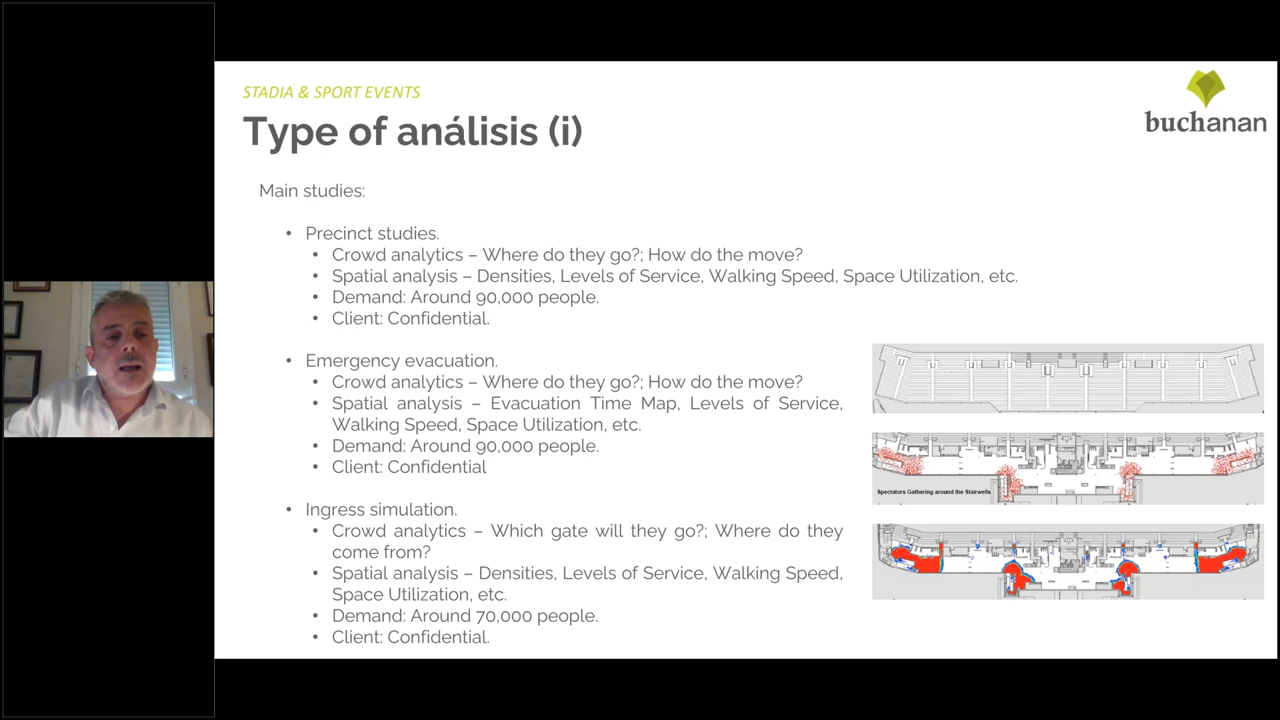 STADIA & SPORT EVENTS
Type of análisis (i)
buchanan
Main studies:
• Precinct studies.
• Crowd analytics – Where do they go?; How do the move?
• Spatial analysis – Densities, Levels of Service, Walking Speed, Space Utilization, etc.
• Demand: Around 90,000 people.
• Client: Confidential.
• Emergency evacuation.
• Crowd analytics – Where do they go?; How do the move?
• Spatial analysis – Evacuation Time Map, Levels of Service,
Walking Speed, Space Utilization, etc.
• Demand: Around 90,000 people.
• Client: Confidential
• Ingress simulation.
• Crowd analytics – Which gate will they go?; Where do they
come from?
• Spatial analysis – Densities, Levels of Service, Walking Speed,
Space Utilization, etc.
• Demand: Around 70,000 people.
• Client: Confidential.
Spectators Gathering around the Stairwells